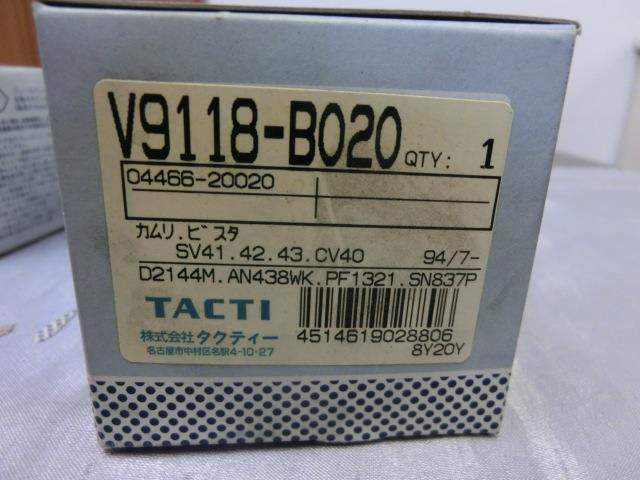 V9118-B020 QTY: 1
04466-20020
カムリ.ビスタ
SV41.42.43.CV40 94/7-
D2144M.AN438WK.PF1321.SN837P
TACTI
株式会社タクティー
名古屋市中村区名駅4-10-27
4514619028806
8Y20Y